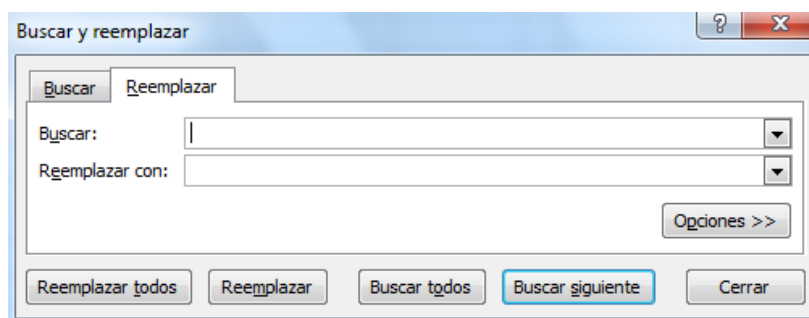 Buscar y reemplazar
?
X
Buscar Reemplazar
Buscar:
Reemplazar con:
Opciones >>
Reemplazar todos Reemplazar Buscar todos Buscar siguiente Cerrar